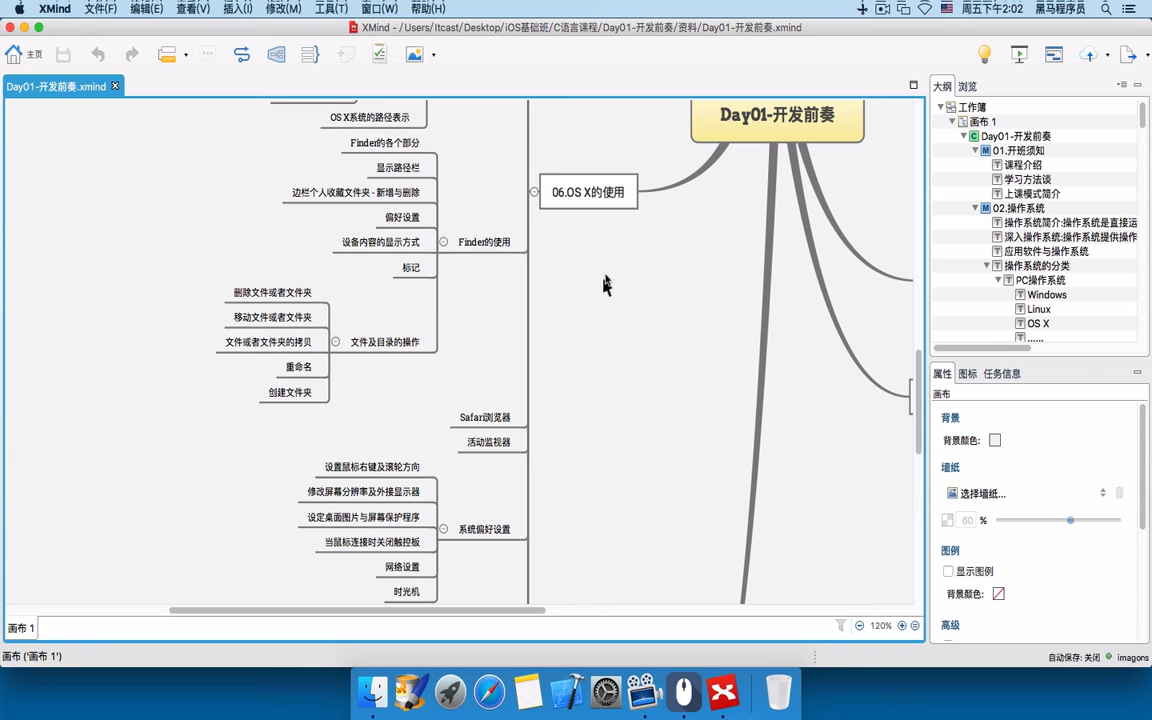 XMind 文件(F) 编辑(E) 查看(V) 插入(I) 修改(M) 工具(T) 窗口(W) 帮助(H) 周五下午2:02 黑马程序员
XMind - /Users/Itcast/Desktop/iOS基础班/C语言课程/Day01-开发前奏/资料/Day01-开发前奏.xmind
主页
Day01-开发前奏.xmind
OS X系统的路径表示
Finder的各个部分
显示路径栏
边栏个人收藏文件夹 - 新增与删除
偏好设置
设备内容的显示方式
标记
Finder的使用
删除文件或者文件夹
移动文件或者文件夹
文件或者文件夹的拷贝
重命名
创建文件夹
文件及目录的操作
Safari浏览器
活动监视器
设置鼠标右键及滚轮方向
修改屏幕分辨率及外接显示器
设定桌面图片与屏幕保护程序
当鼠标连接时关闭触控板
网络设置
时光机
系统偏好设置
06.OS X的使用
Day01-开发前奏
大纲 浏览
工作簿
画布 1
Day01-开发前奏
01.开班须知
课程介绍
学习方法谈
上课模式简介
02.操作系统
操作系统简介:操作系统是直接运
深入操作系统:操作系统提供操作
应用软件与操作系统
操作系统的分类
PC操作系统
Windows
Linux
OS X
......
属性 图标 任务信息
画布
背景
背景颜色:
墙纸
选择墙纸...
60 %
图例
显示图例
背景颜色:
高级
画布 1
120%
画布 ('画布 1')
自动保存: 关闭 imagons